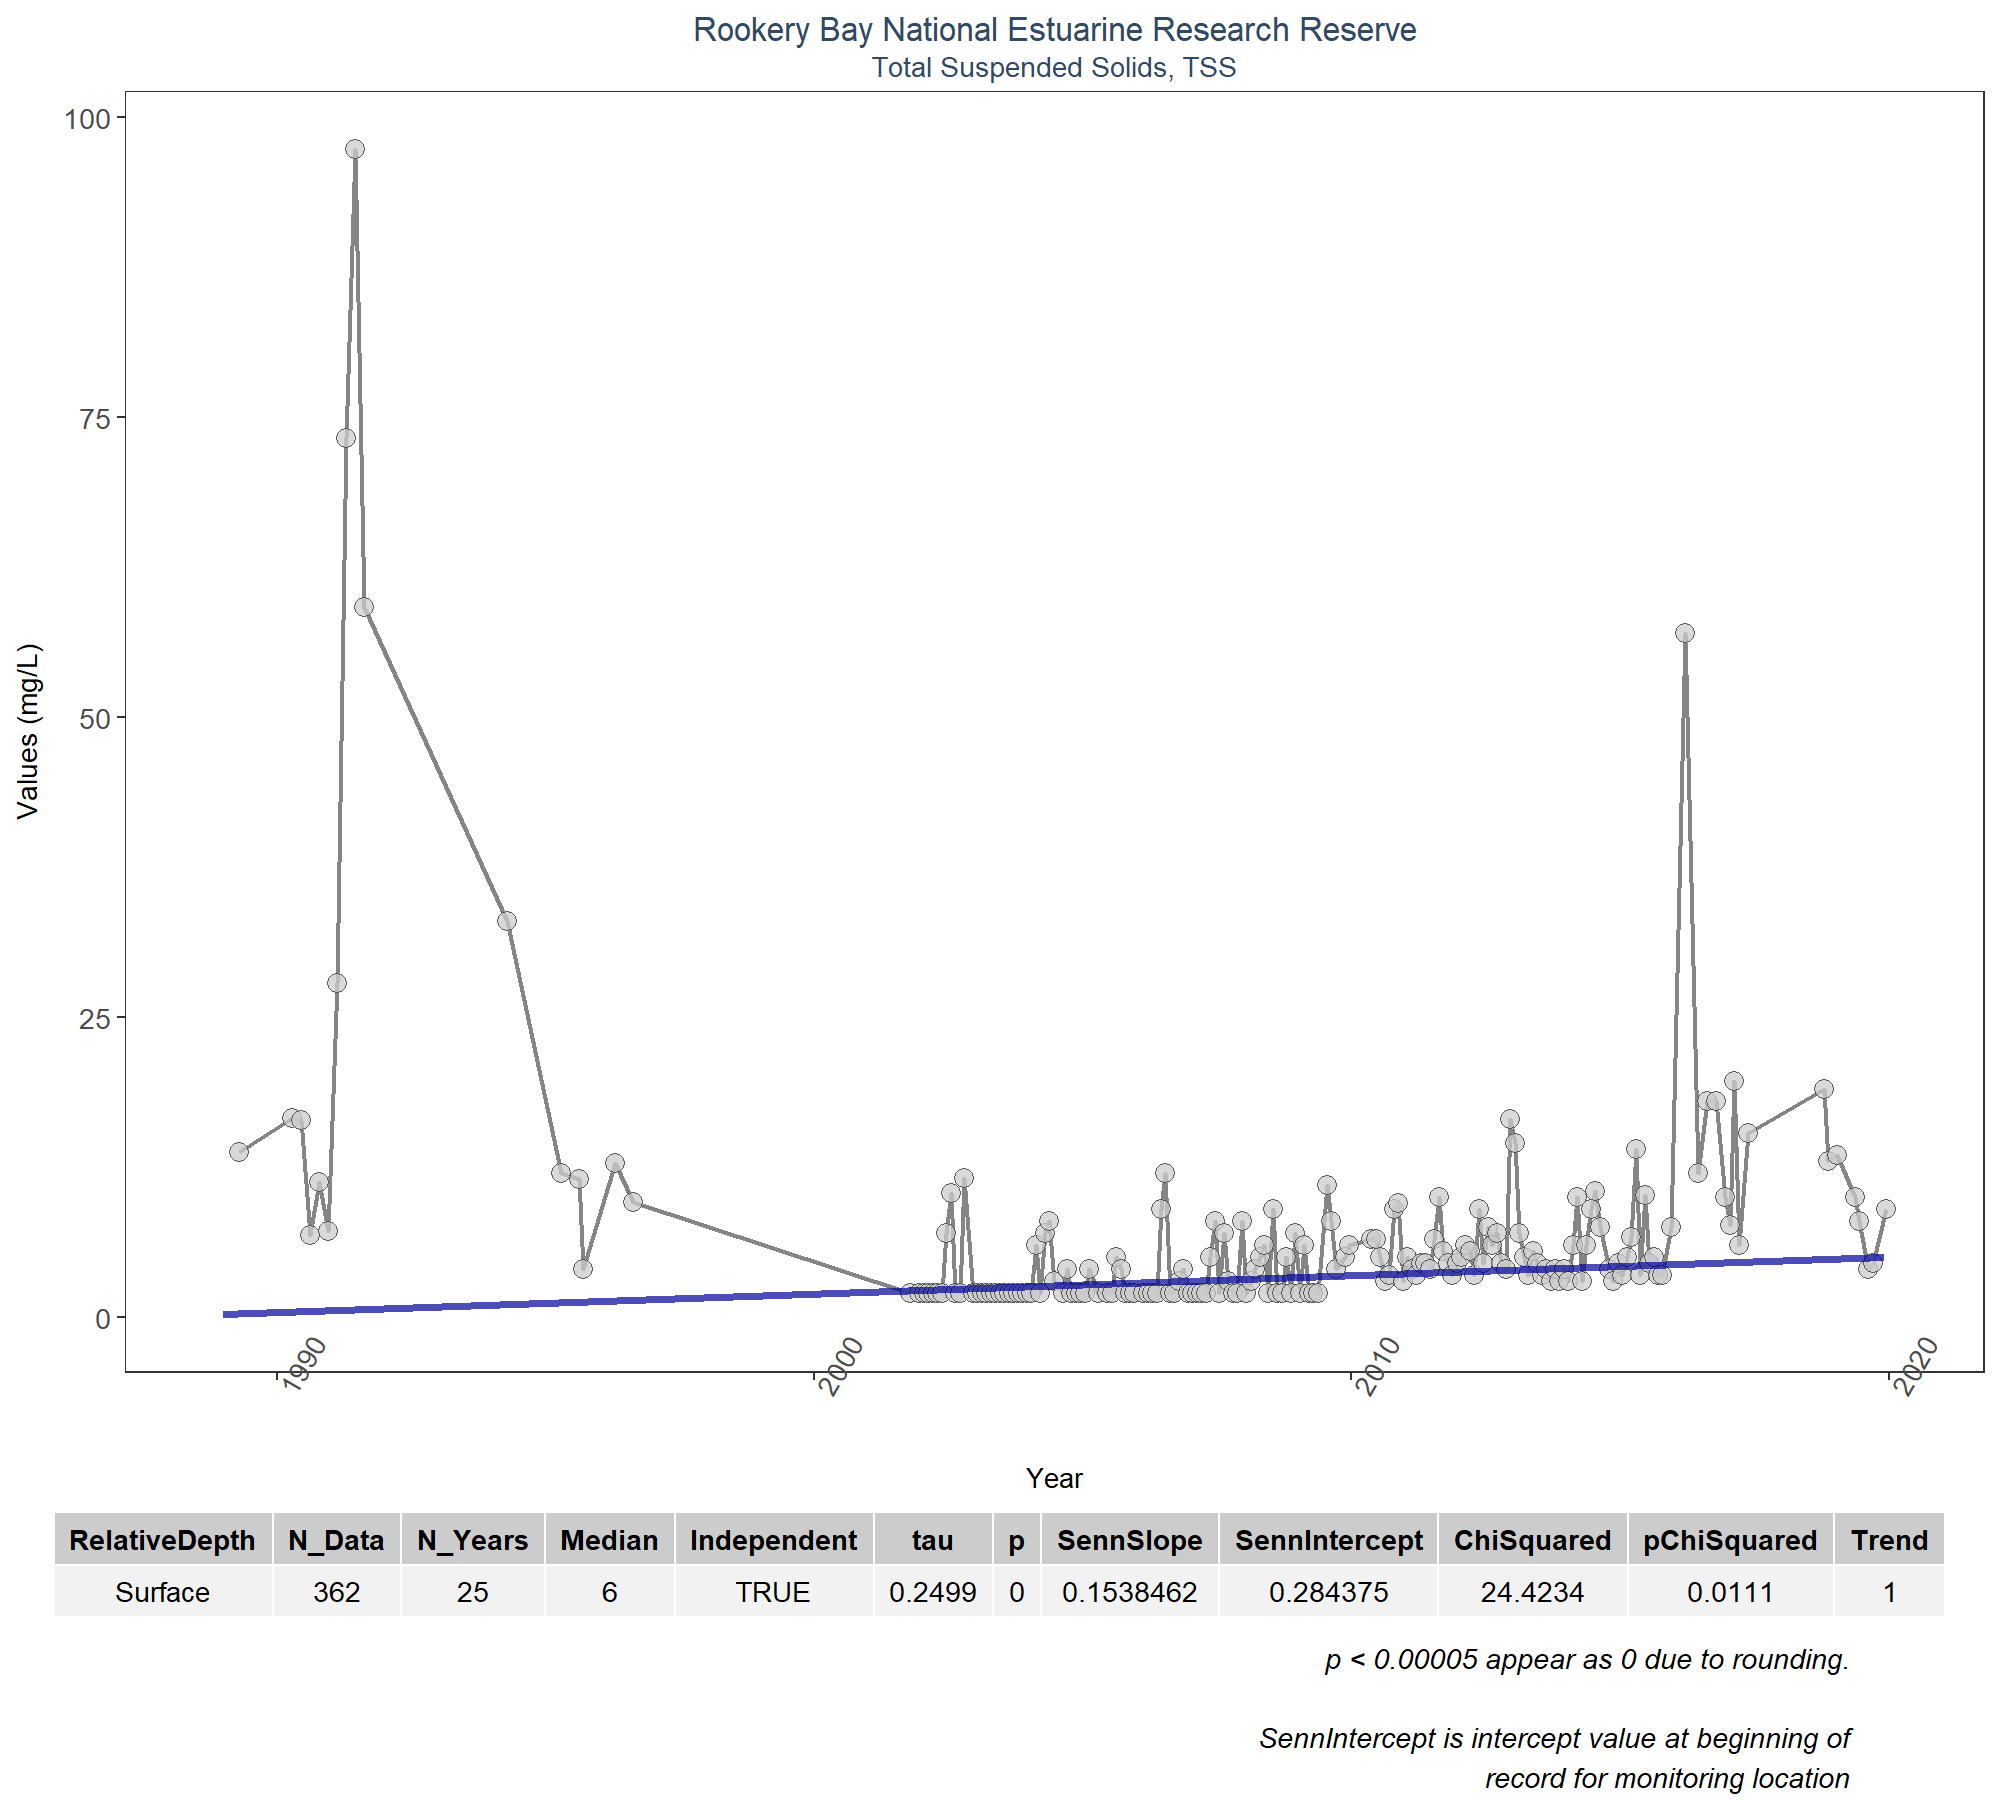 Rookery Bay National Estuarine Research Reserve
Total Suspended Solids, TSS
100
75
50
25
0
Values (mg/L)
1990
2000
2010
2020
Year
RelativeDepth N_Data N_Years Median Independent tau p SennSlope SennIntercept ChiSquared pChiSquared Trend
Surface 362 25 6 TRUE 0.2499 0 0.1538462 0.284375 24.4234 0.0111 1
p < 0.00005 appear as 0 due to rounding.
SennIntercept is intercept value at beginning of
record for monitoring location